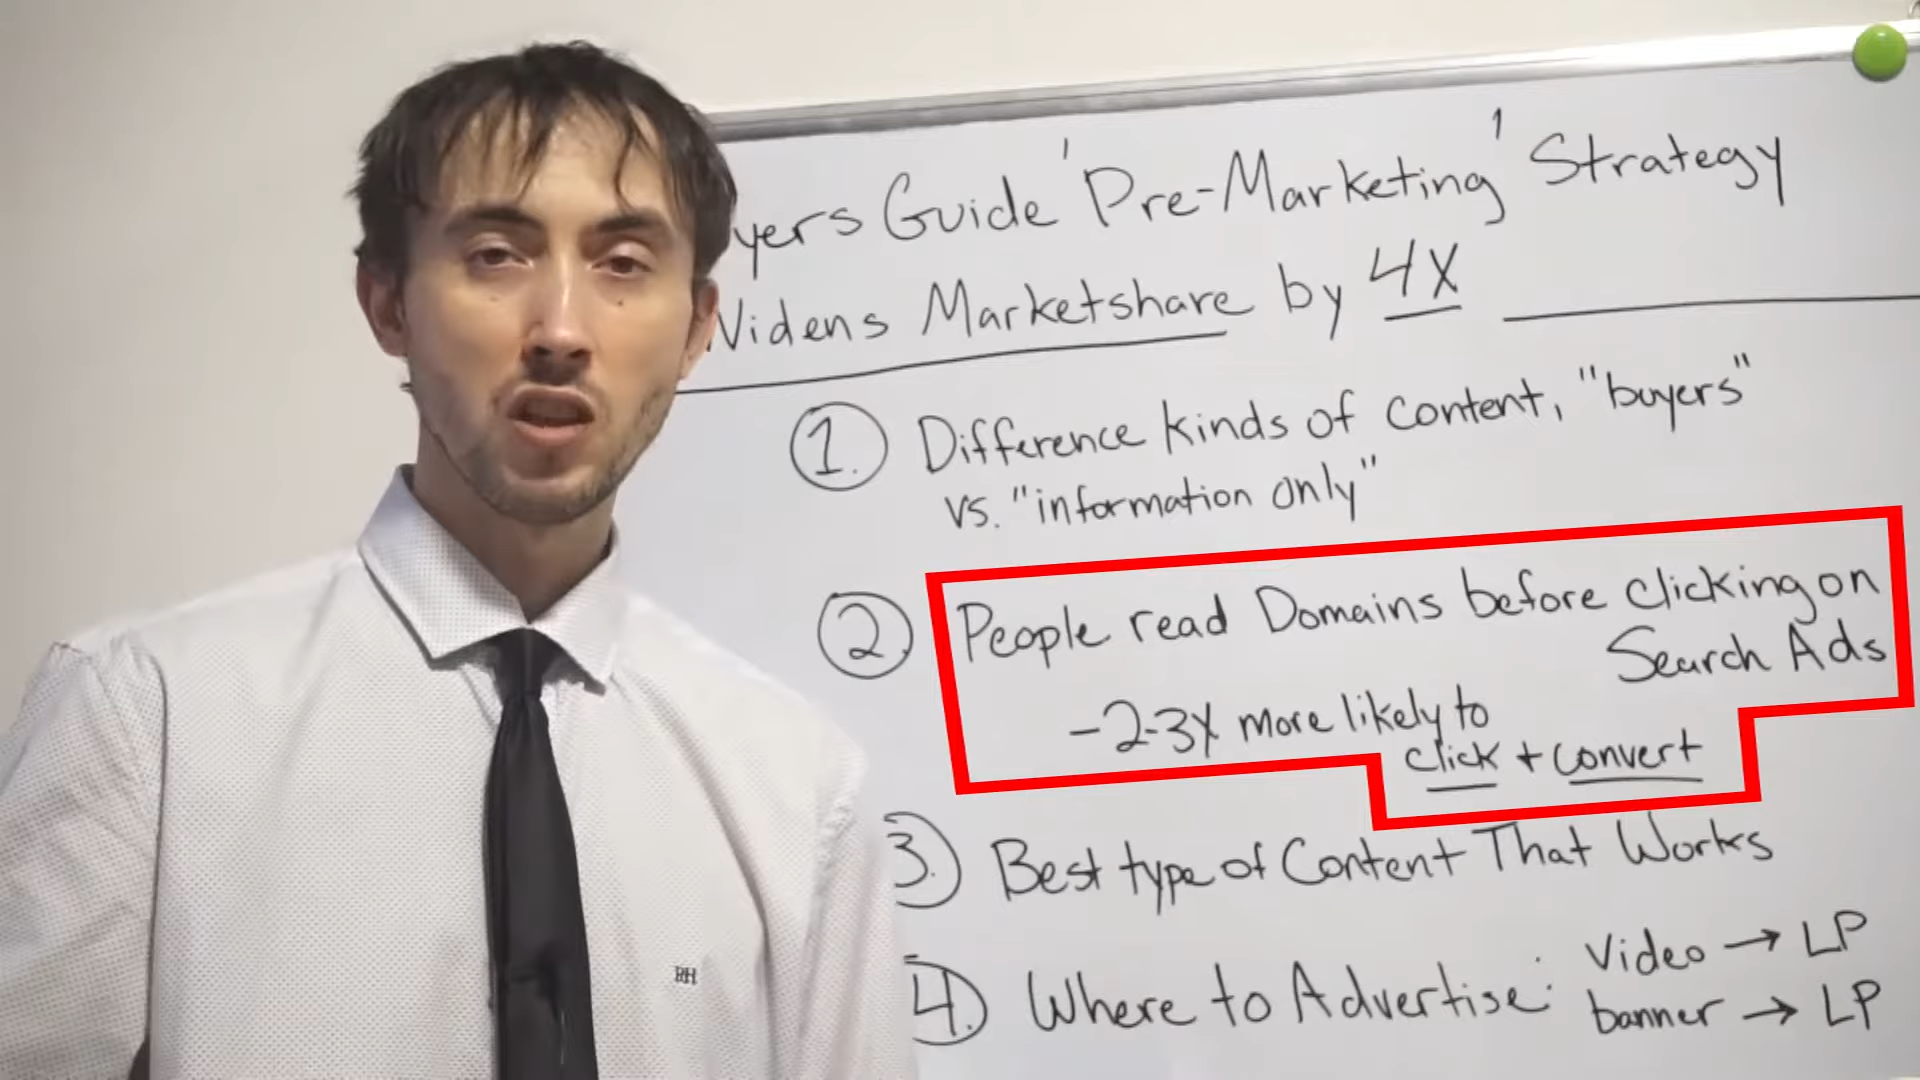 yers Guide 'Pre-Marketing' Strategy
Widens Marketshare by 4X
1. Difference kinds of content, "buyers"
vs. "information only"
2. People read Domains before clicking on
Search Ads
-2-3X more likely to
click + convert
3. Best type of Content That Works
4. Where to Advertise: Video → LP
banner → LP
RH